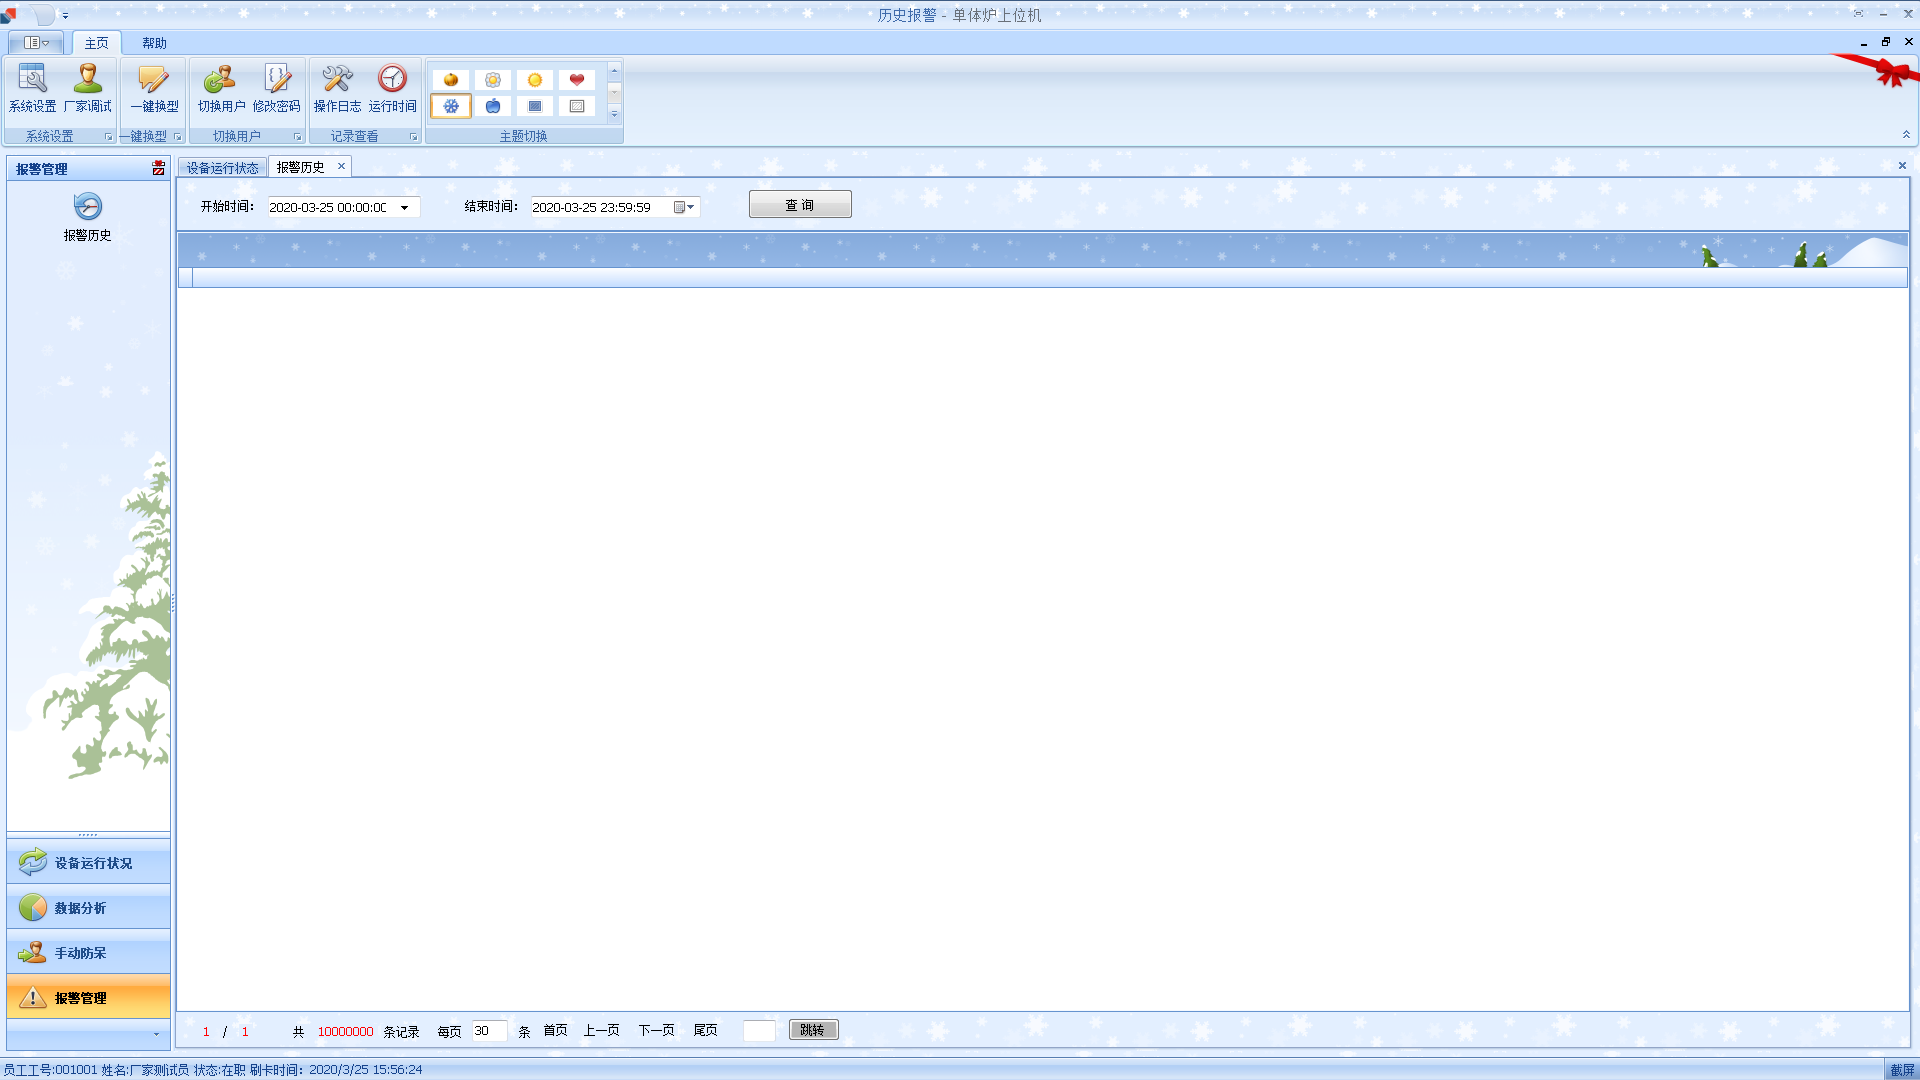 历史报警 - 单体炉上位机
主页 帮助
系统设置 厂家调试 一键换型 切换用户 修改密码 操作日志 运行时间
系统设置 一键换型 切换用户 记录查看 主题切换
报警管理
设备运行状态 报警历史
开始时间： 2020-03-25 00:00:00 结束时间： 2020-03-25 23:59:59 查 询
报警历史
设备运行状况
数据分析
手动防呆
报警管理
1 / 1 共 10000000 条记录 每页 30 条 首页 上一页 下一页 尾页 跳转
员工工号:001001 姓名:厂家测试员 状态:在职 刷卡时间：2020/3/25 15:56:24 截屏